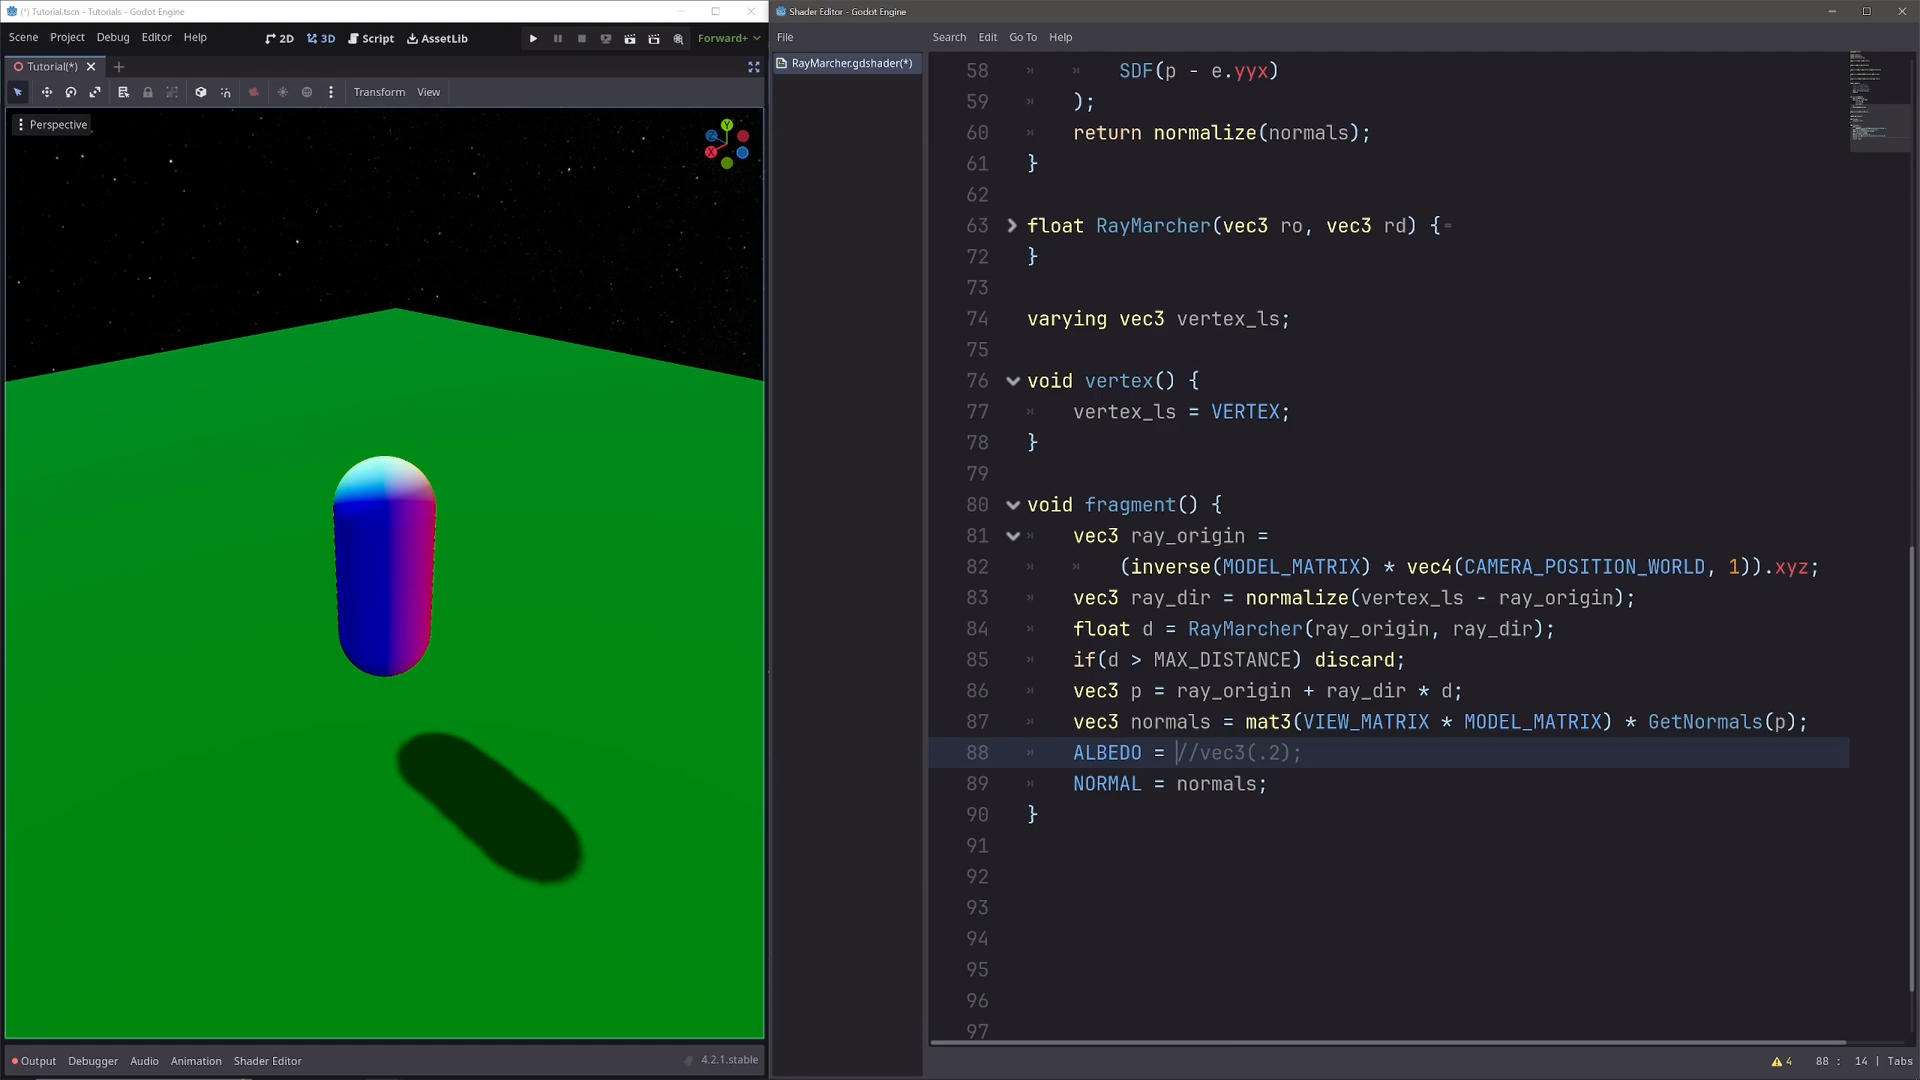 (*) Tutorial.tscn - Tutorials - Godot Engine
Scene Project Debug Editor Help
2D 3D Script AssetLib
Forward+
Tutorial(*)
Transform View
Perspective
Y
Z
X
Output Debugger Audio Animation Shader Editor
4.2.1.stable
Shader Editor - Godot Engine
File
Search Edit Go To Help
RayMarcher.gdshader(*)
58 SDF(p - e.yyx)
59 );
60 return normalize(normals);
61 }
62
63 float RayMarcher(vec3 ro, vec3 rd) {
72 }
73
74 varying vec3 vertex_ls;
75
76 void vertex() {
77 vertex_ls = VERTEX;
78 }
79
80 void fragment() {
81 vec3 ray_origin =
82 (inverse(MODEL_MATRIX) * vec4(CAMERA_POSITION_WORLD, 1)).xyz;
83 vec3 ray_dir = normalize(vertex_ls - ray_origin);
84 float d = RayMarcher(ray_origin, ray_dir);
85 if(d > MAX_DISTANCE) discard;
86 vec3 p = ray_origin + ray_dir * d;
87 vec3 normals = mat3(VIEW_MATRIX * MODEL_MATRIX) * GetNormals(p);
88 ALBEDO = //vec3(.2);
89 NORMAL = normals;
90 }
91
92
93
94
95
96
97
4 88 : 14 | Tabs